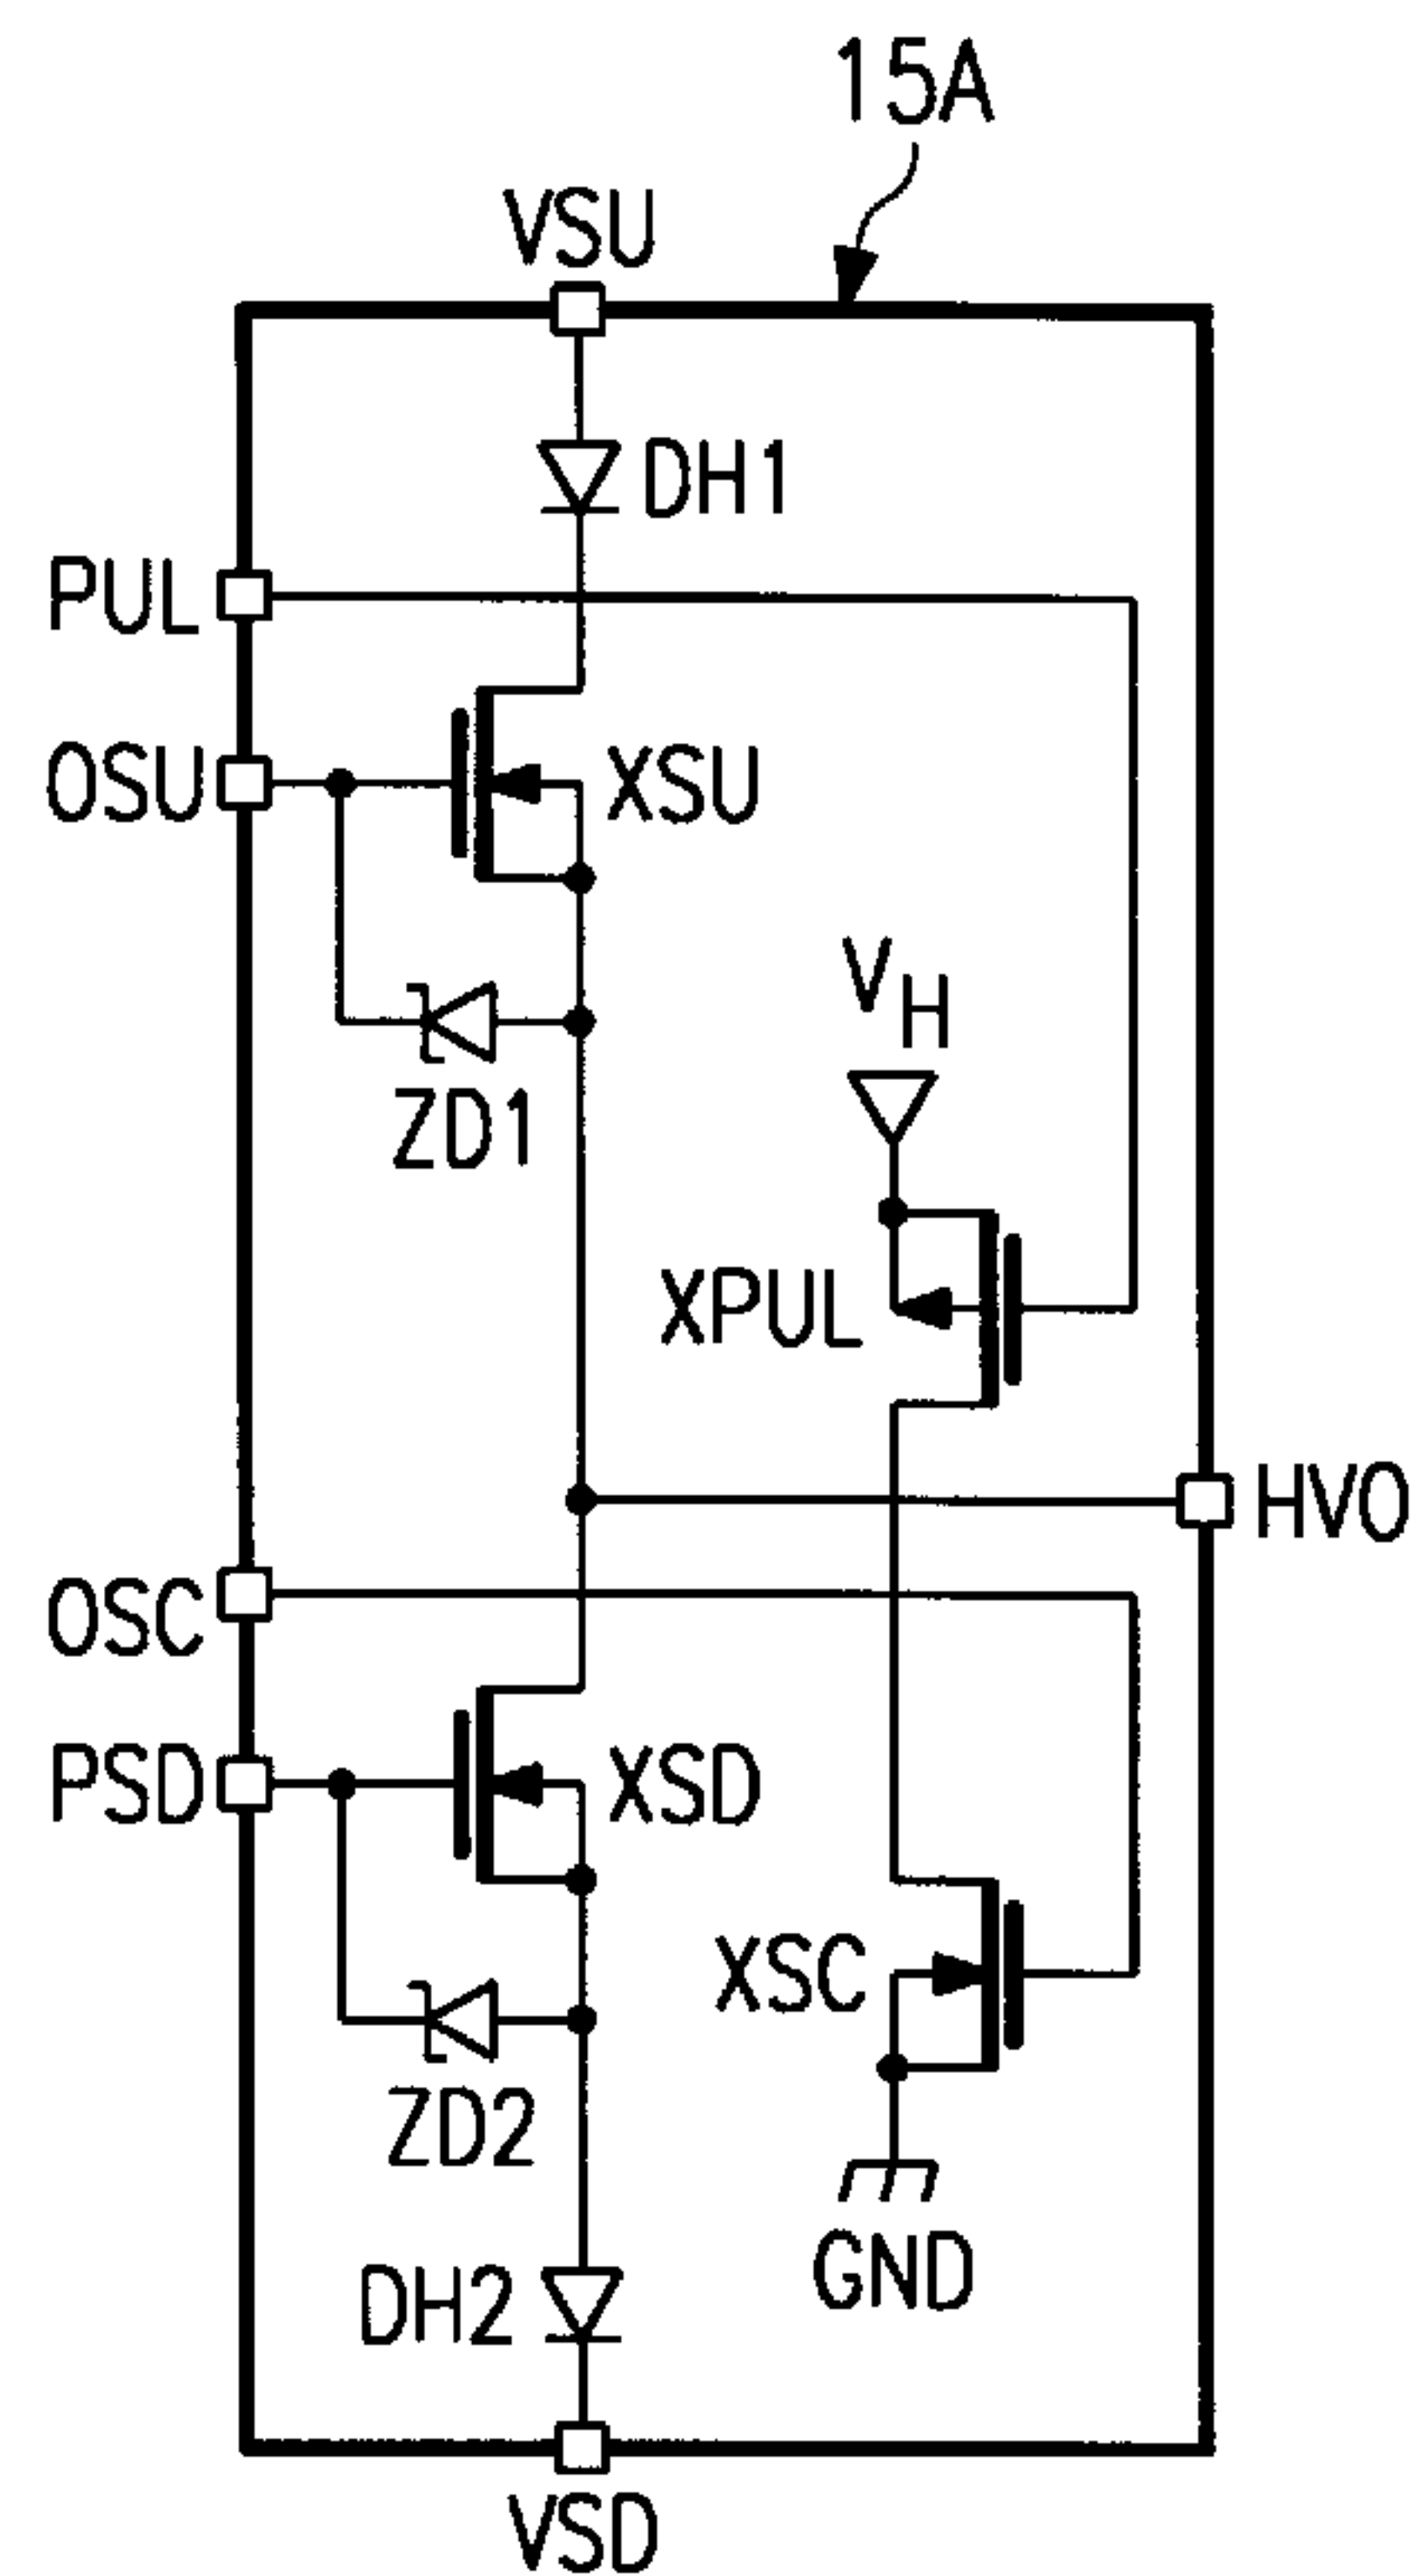 15A
VSU
DH1
PUL
OSU
XSU
VH
ZD1
XPUL
HVO
OSC
PSD
XSD
XSC
ZD2
GND
DH2
VSD